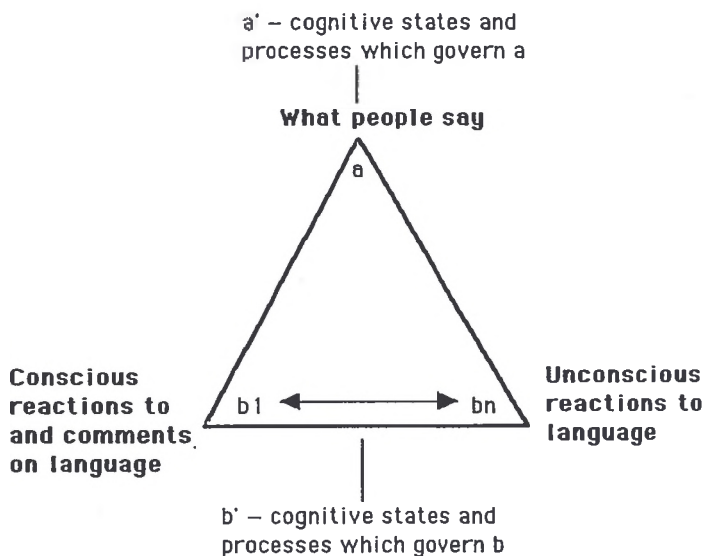 a' – cognitive states and
processes which govern a
What people say
a
Conscious
reactions to
and comments
on language
b1
bn
Unconscious
reactions to
language
b' – cognitive states and
processes which govern b